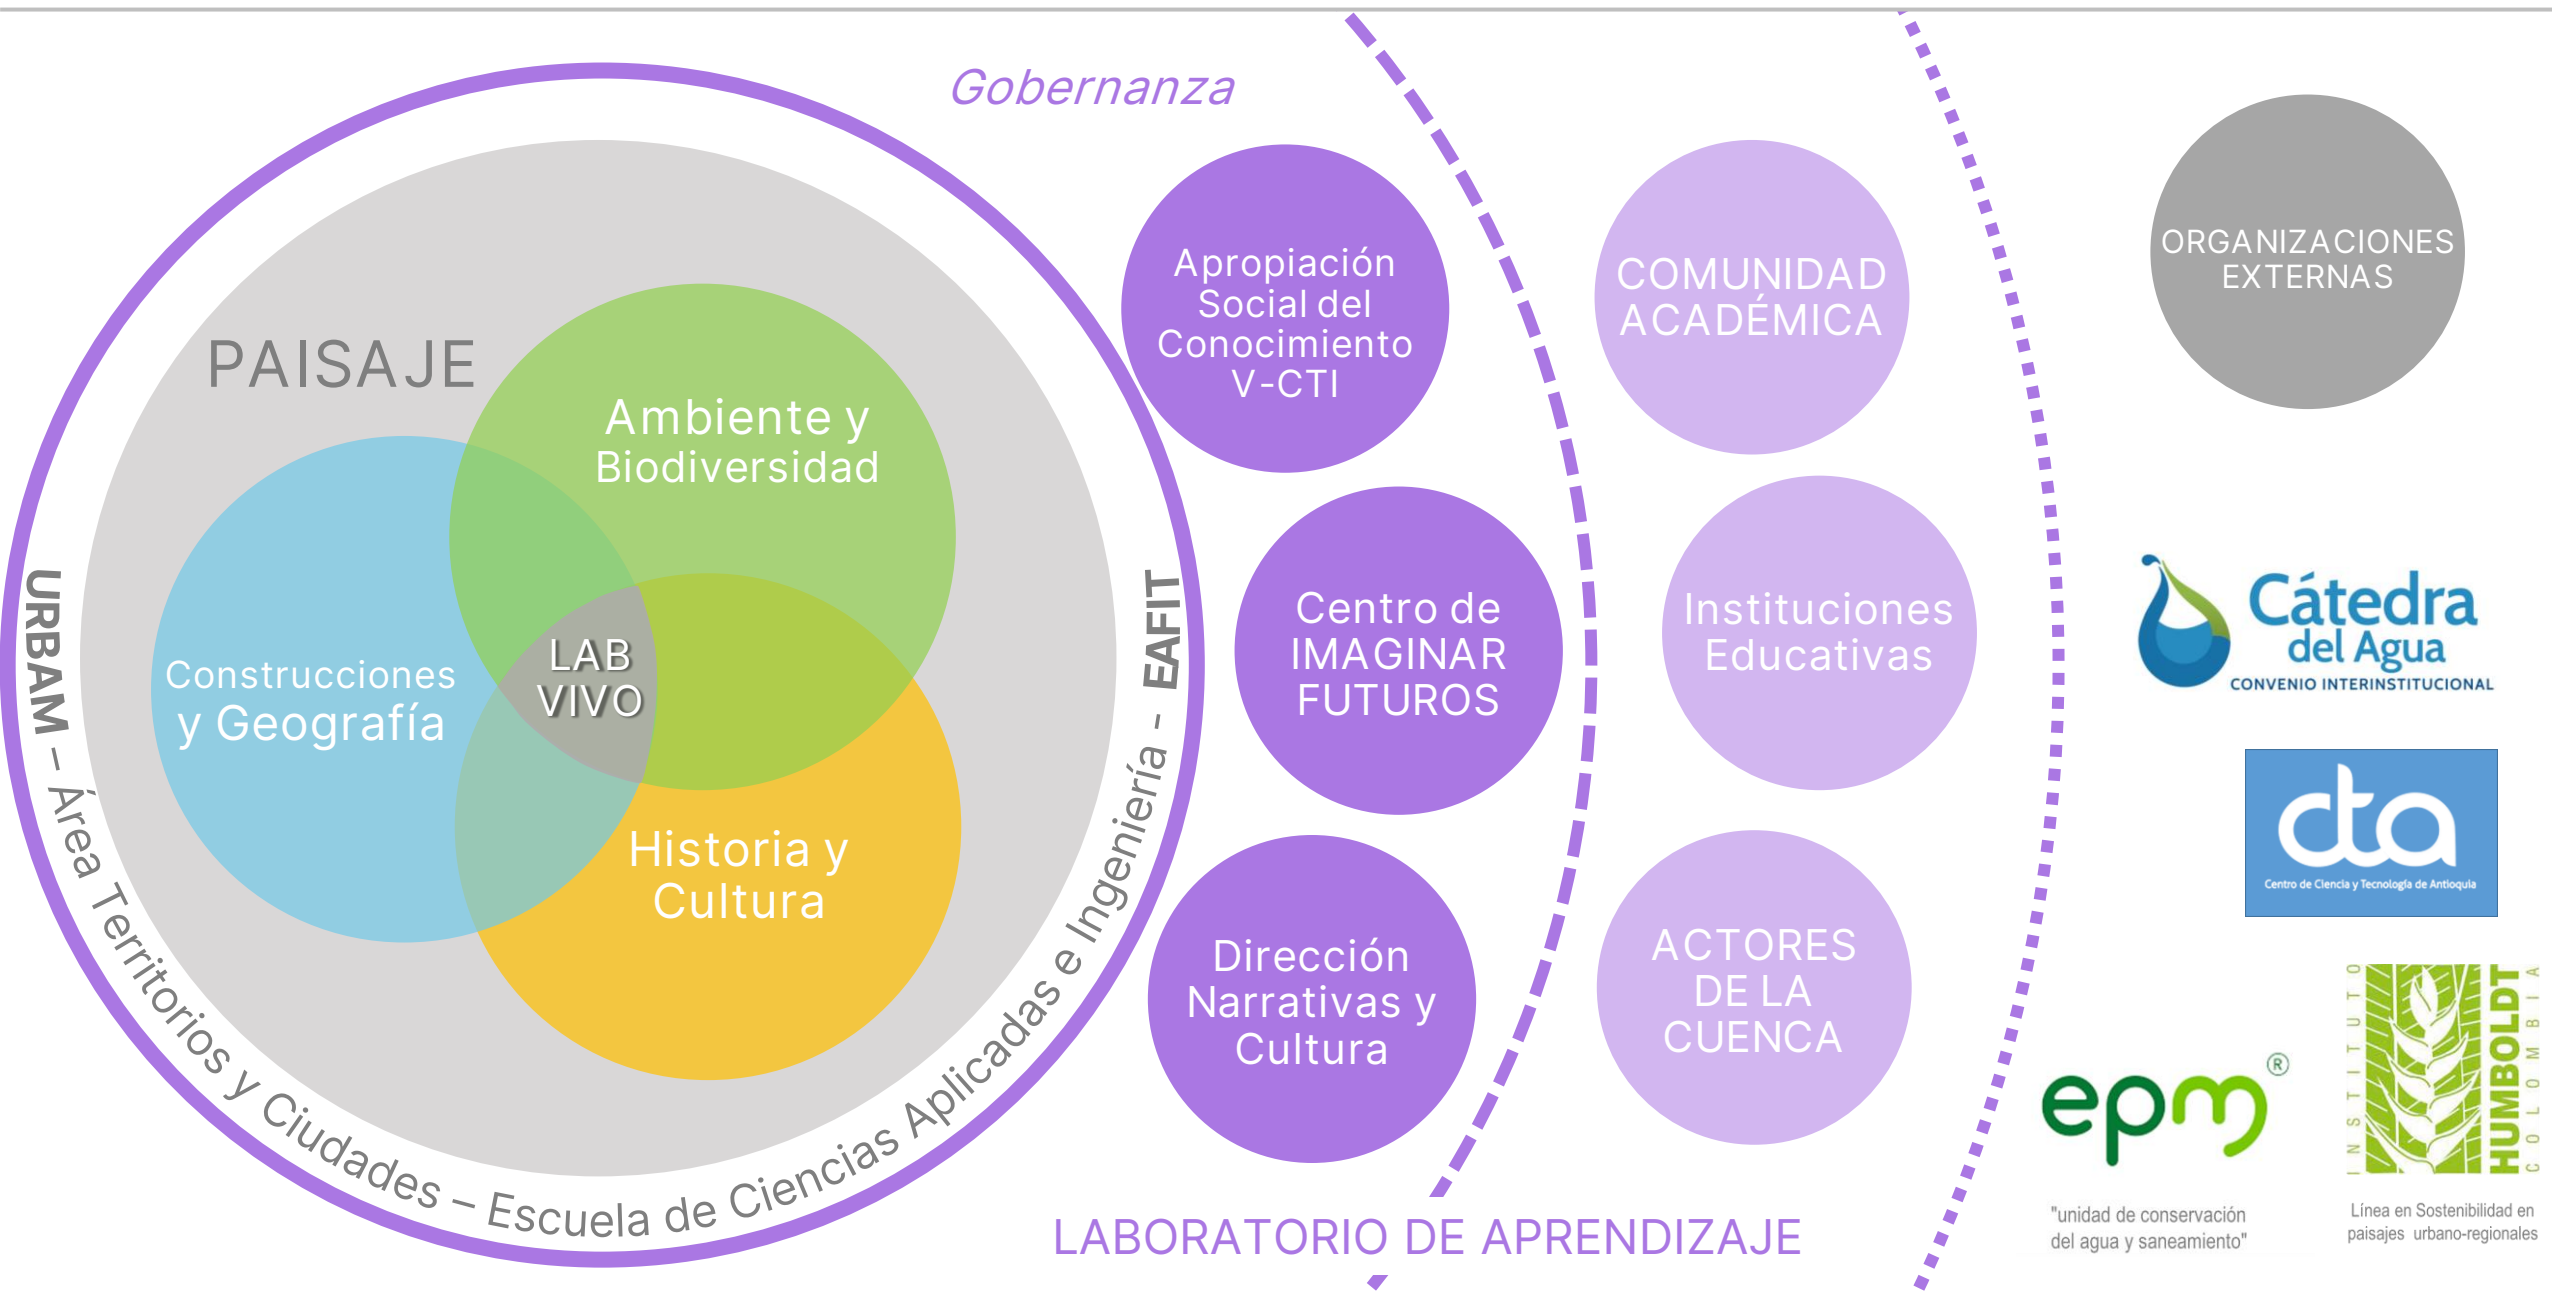 Gobernanza
PAISAJE
Ambiente y
Biodiversidad
Construcciones
y Geografía
LAB
VIVO
Historia y
Cultura
URBAM – Área Territorios y Ciudades – Escuela de Ciencias Aplicadas e Ingeniería - EAFIT
Apropiación
Social del
Conocimiento
V-CTI
Centro de
IMAGINAR
FUTUROS
Dirección
Narrativas y
Cultura
LABORATORIO DE APRENDIZAJE
COMUNIDAD
ACADÉMICA
Instituciones
Educativas
ACTORES
DE LA
CUENCA
ORGANIZACIONES
EXTERNAS
Cátedra
del Agua
CONVENIO INTERINSTITUCIONAL
cta
Centro de Ciencia y Tecnología de Antioquia
epm®
"unidad de conservación
del agua y saneamiento"
INSTITUTO
HUMBOLDT
COLOMBIA
Línea en Sostenibilidad en
paisajes urbano-regionales